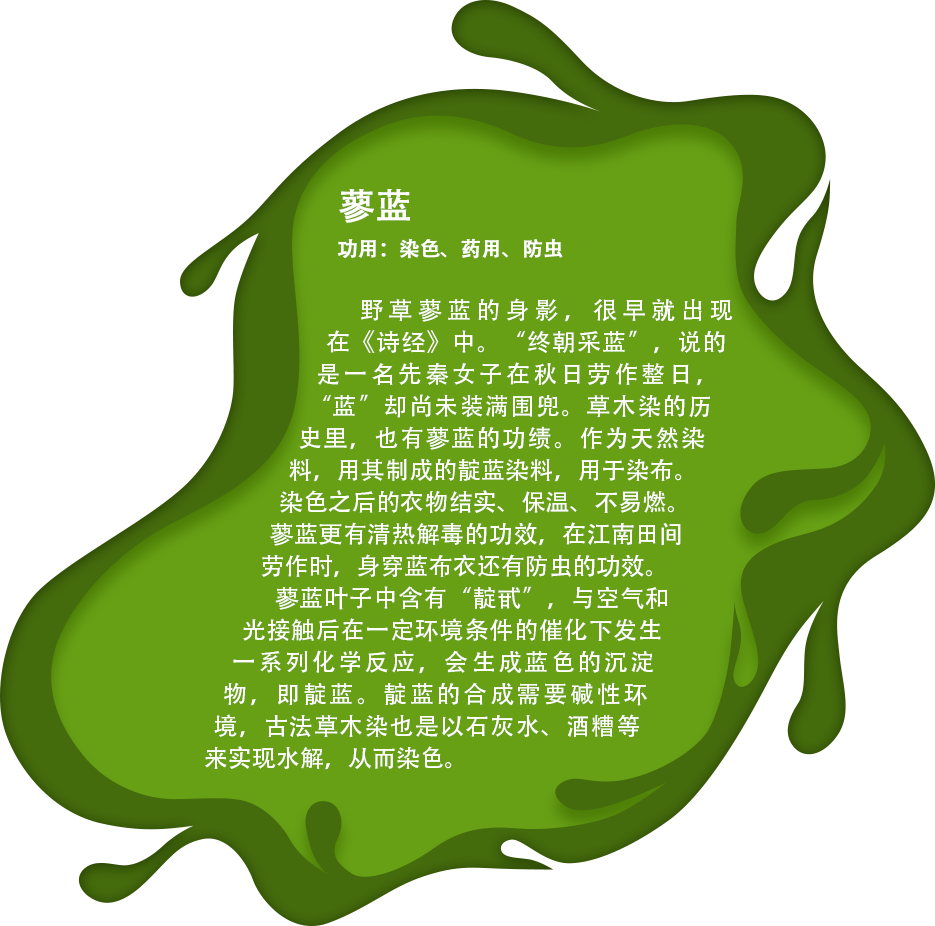 蓼蓝
功用：染色、药用、防虫
野草蓼蓝的身影，很早就出现
在《诗经》中。“终朝采蓝”，说的
是一名先秦女子在秋日劳作整日，
“蓝”却尚未装满围兜。草木染的历
史里，也有蓼蓝的功绩。作为天然染
料，用其制成的靛蓝染料，用于染布。
染色之后的衣物结实、保温、不易燃。
蓼蓝更有清热解毒的功效，在江南田间
劳作时，身穿蓝布衣还有防虫的功效。
蓼蓝叶子中含有“靛甙”，与空气和
光接触后在一定环境条件的催化下发生
一系列化学反应，会生成蓝色的沉淀
物，即靛蓝。靛蓝的合成需要碱性环
境，古法草木染也是以石灰水、酒糟等
来实现水解，从而染色。